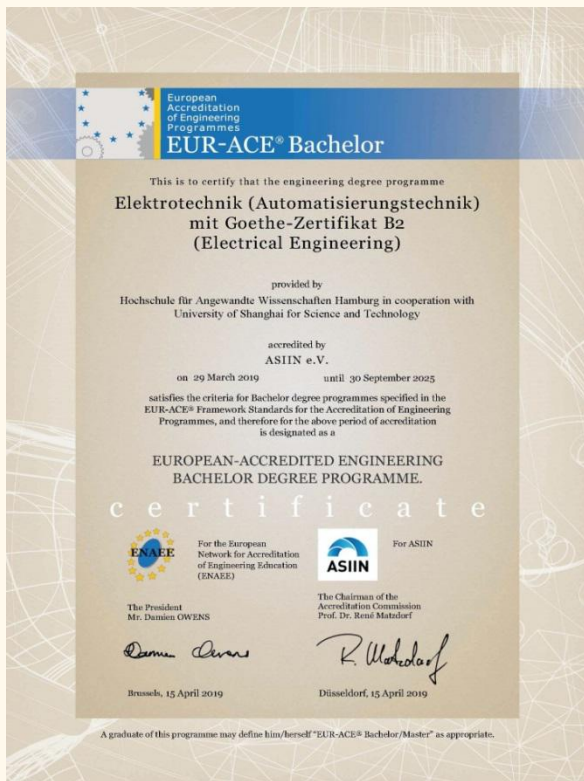 European
Accreditation
of Engineering
Programmes
EUR-ACE® Bachelor
This is to certify that the engineering degree programme
Elektrotechnik (Automatisierungstechnik)
mit Goethe-Zertifikat B2
(Electrical Engineering)
provided by
Hochschule für Angewandte Wissenschaften Hamburg in cooperation with
University of Shanghai for Science and Technology
accredited by
ASIIN e.V.
on 29 March 2019 until 30 September 2025
satisfies the criteria for Bachelor degree programmes specified in the
EUR-ACE® Framework Standards for the Accreditation of Engineering
Programmes, and therefore for the above period of accreditation
is designated as a
EUROPEAN-ACCREDITED ENGINEERING
BACHELOR DEGREE PROGRAMME.
certificate
ENAEE
For the European
Network for Accreditation
of Engineering Education
(ENAEE)
The President
Mr. Damien OWENS
Damien Owens
Brussels, 15 April 2019
ASIIN
For ASIIN
The Chairman of the
Accreditation Commission
Prof. Dr. René Matzdorf
R. Matzdorf
Düsseldorf, 15 April 2019
A graduate of this programme may define him/herself "EUR-ACE® Bachelor/Master" as appropriate.